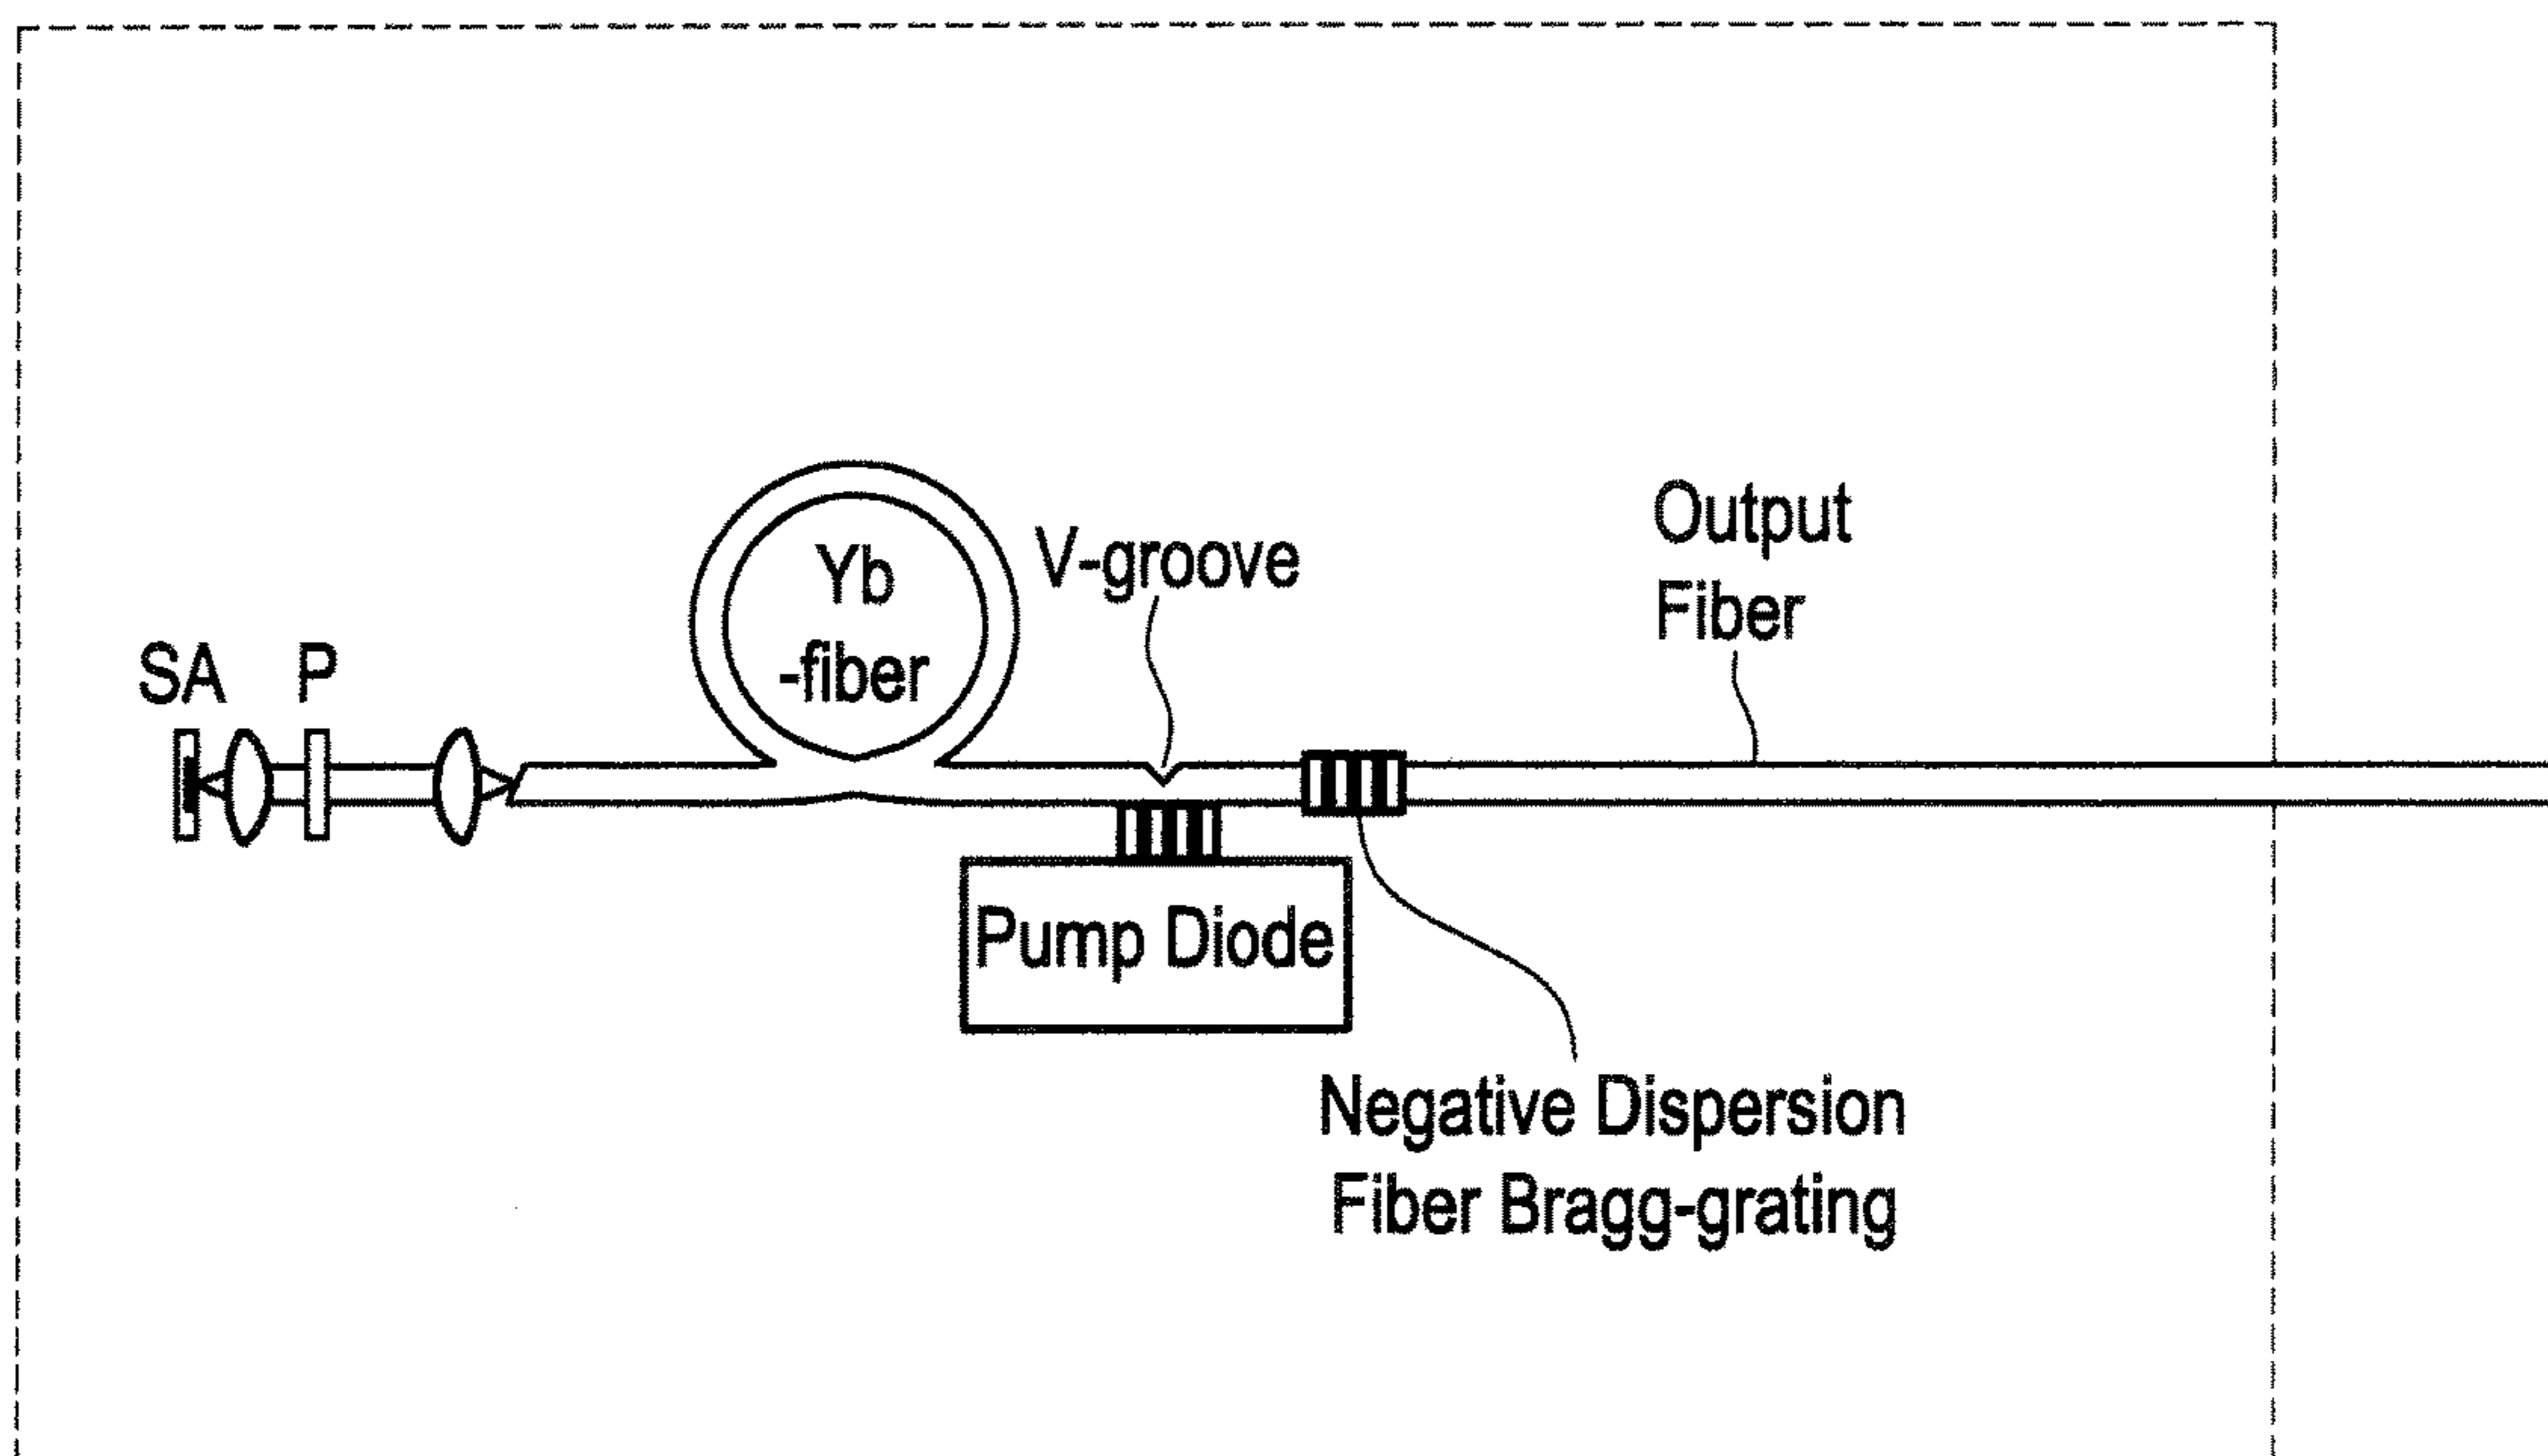 Output
Fiber
V-groove
Yb
-fiber
SA
P
Pump Diode
Negative Dispersion
Fiber Bragg-grating